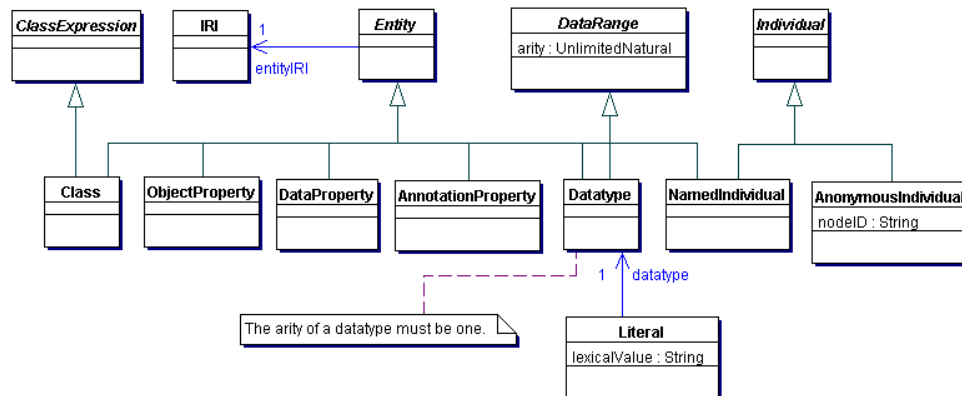 ClassExpression
IRI
1
entityIRI
Entity
DataRange
arity : UnlimitedNatural
Individual
Class
ObjectProperty
DataProperty
AnnotationProperty
Datatype
NamedIndividual
AnonymousIndividual
nodeID : String
1 datatype
The arity of a datatype must be one.
Literal
lexicalValue : String